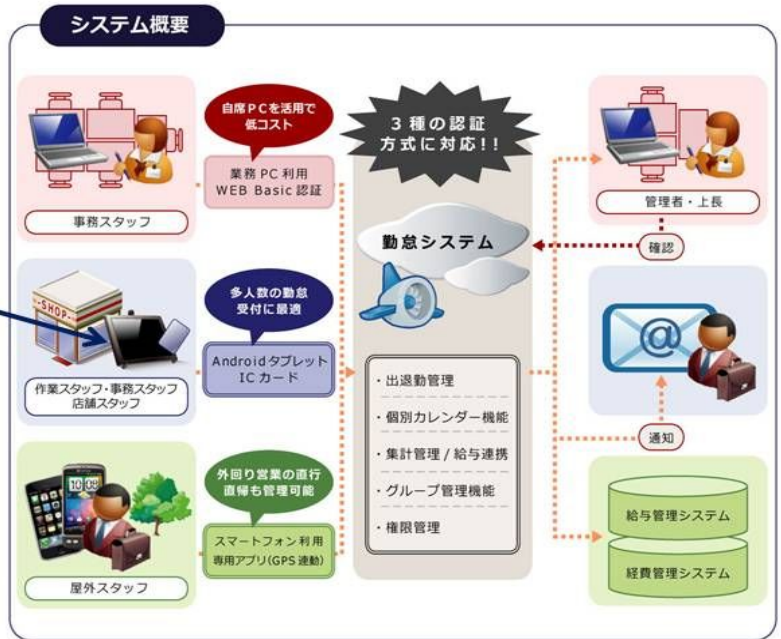 システム概要
自席PCを活用で
低コスト
業務 PC 利用
WEB Basic 認証
事務スタッフ
3 種の認証
方式に対応!!
管理者・上長
確認
勤怠システム
-SHOP-
多人数の勤怠
受付に最適
Androidタブレット
IC カード
作業スタッフ・事務スタッフ
店舗スタッフ
@
通知
・出退勤管理
・個別カレンダー機能
・集計管理 / 給与連携
・グループ管理機能
・権限管理
10:08
外回り営業の直行
直帰も管理可能
スマートフォン利用
専用アプリ(GPS 連動)
屋外スタッフ
給与管理システム
経費管理システム